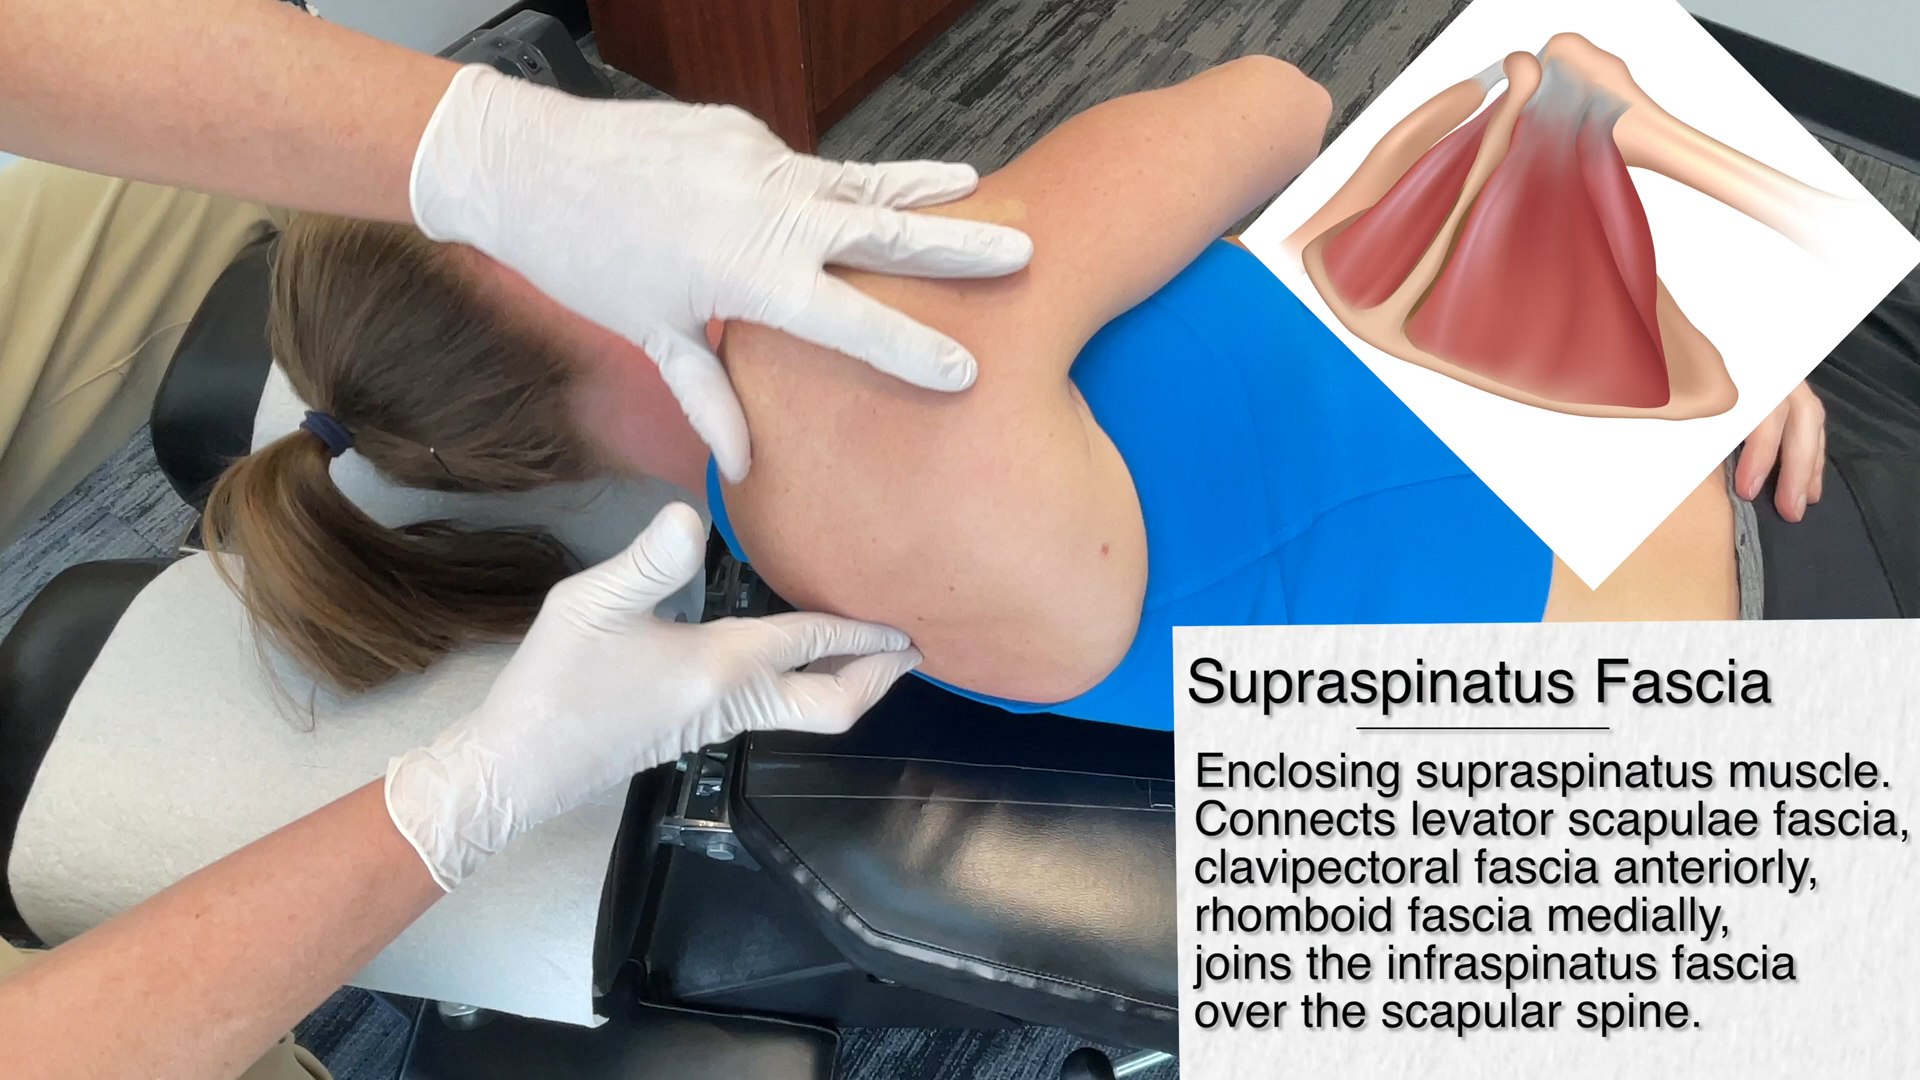 Supraspinatus Fascia
Enclosing supraspinatus muscle.
Connects levator scapulae fascia,
clavipectoral fascia anteriorly,
rhomboid fascia medially,
joins the infraspinatus fascia
over the scapular spine.